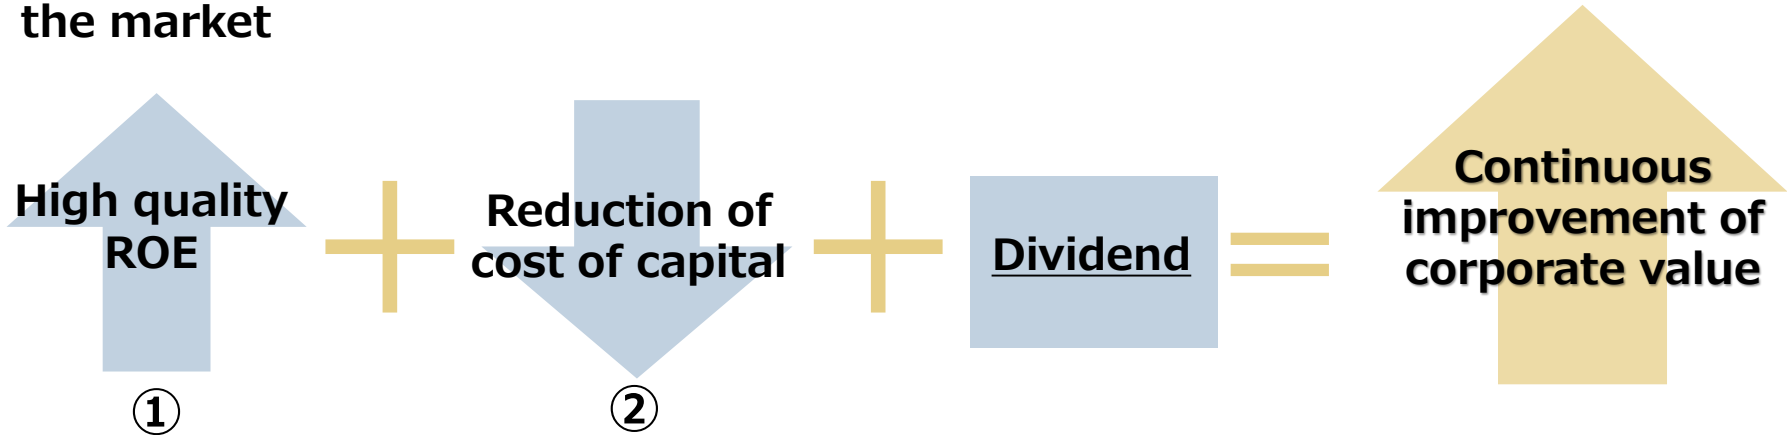 the market
High quality
ROE
Reduction of
cost of capital
Dividend
Continuous
improvement of
corporate value
①
②